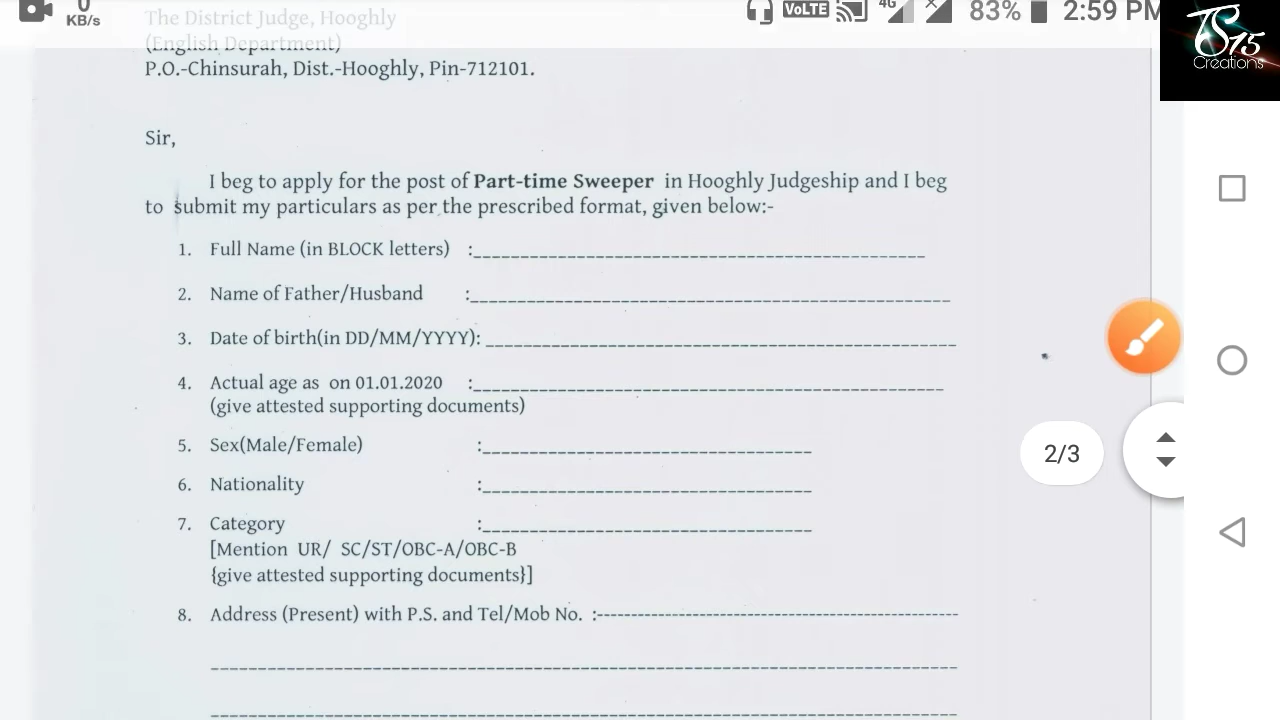 0
KB/s
VoLTE
4G
83%
2:59 PM
TS15
Creations
The District Judge, Hooghly
(English Department)
P.O.-Chinsurah, Dist.-Hooghly, Pin-712101.
Sir,
I beg to apply for the post of Part-time Sweeper in Hooghly Judgeship and I beg
to submit my particulars as per the prescribed format, given below:-
1. Full Name (in BLOCK letters) :
2. Name of Father/Husband :
3. Date of birth(in DD/MM/YYYY):
4. Actual age as on 01.01.2020 :
(give attested supporting documents)
5. Sex(Male/Female) :
6. Nationality :
7. Category :
[Mention UR/ SC/ST/OBC-A/OBC-B
{give attested supporting documents}]
8. Address (Present) with P.S. and Tel/Mob No. :
2/3